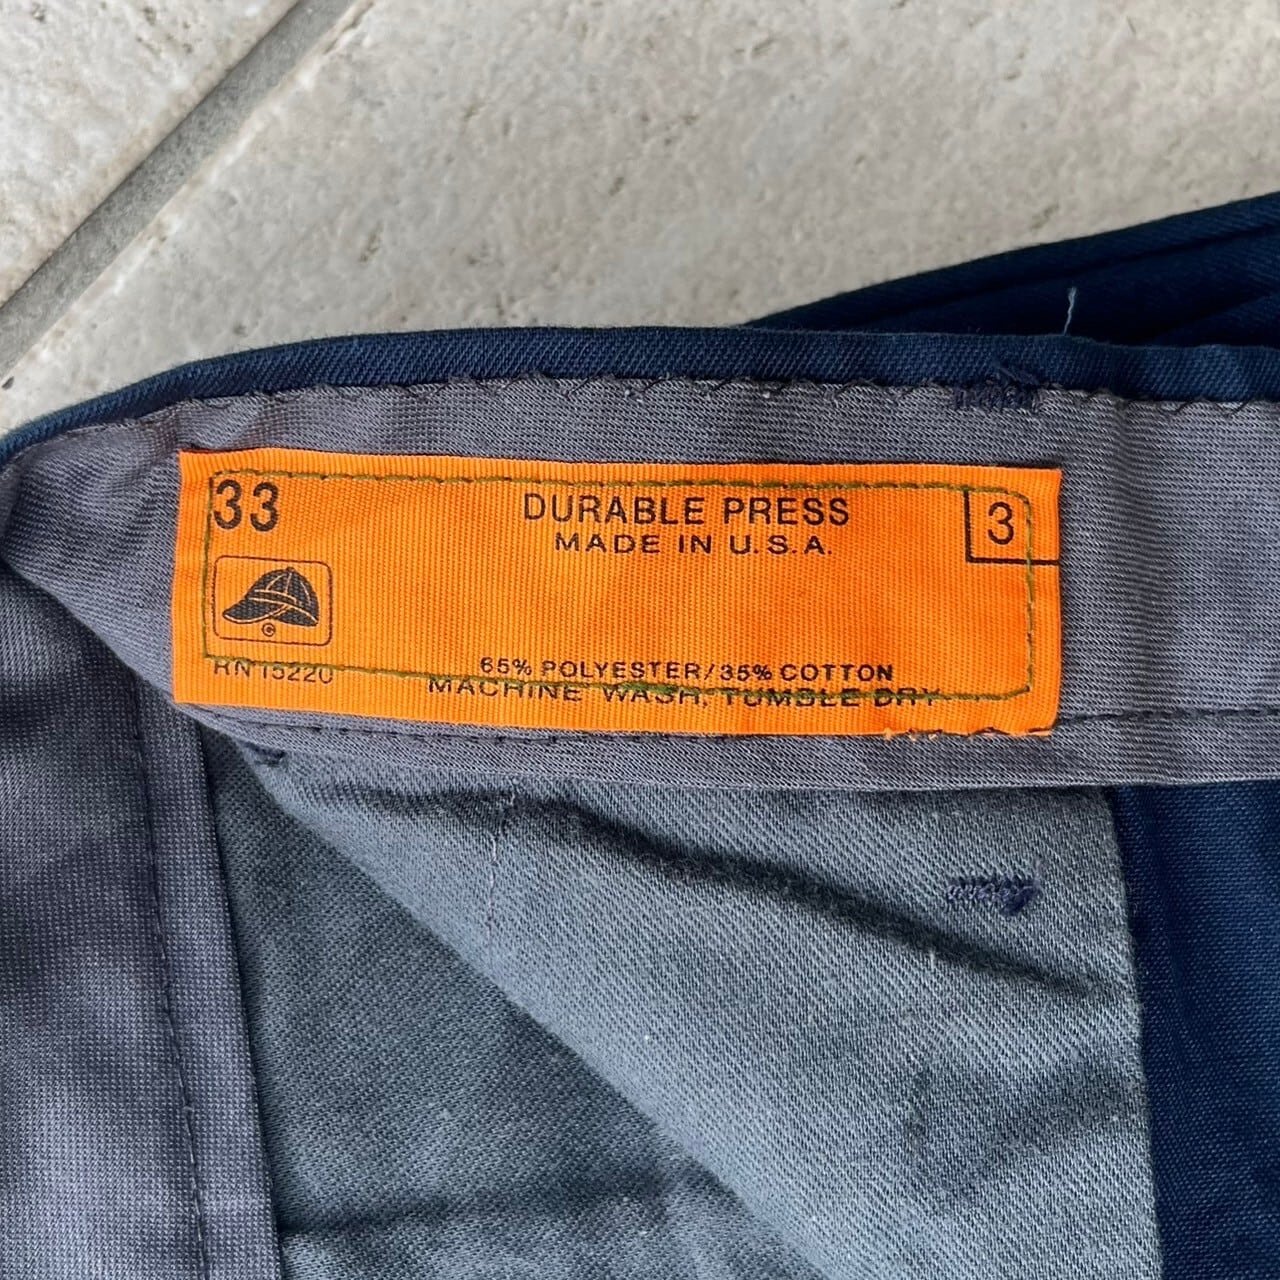 33
DURABLE PRESS
3
MADE IN U.S.A.
©
65% POLYESTER/35% COTTON
RN 15220
MACHINE WASH, TUMBLE DRY